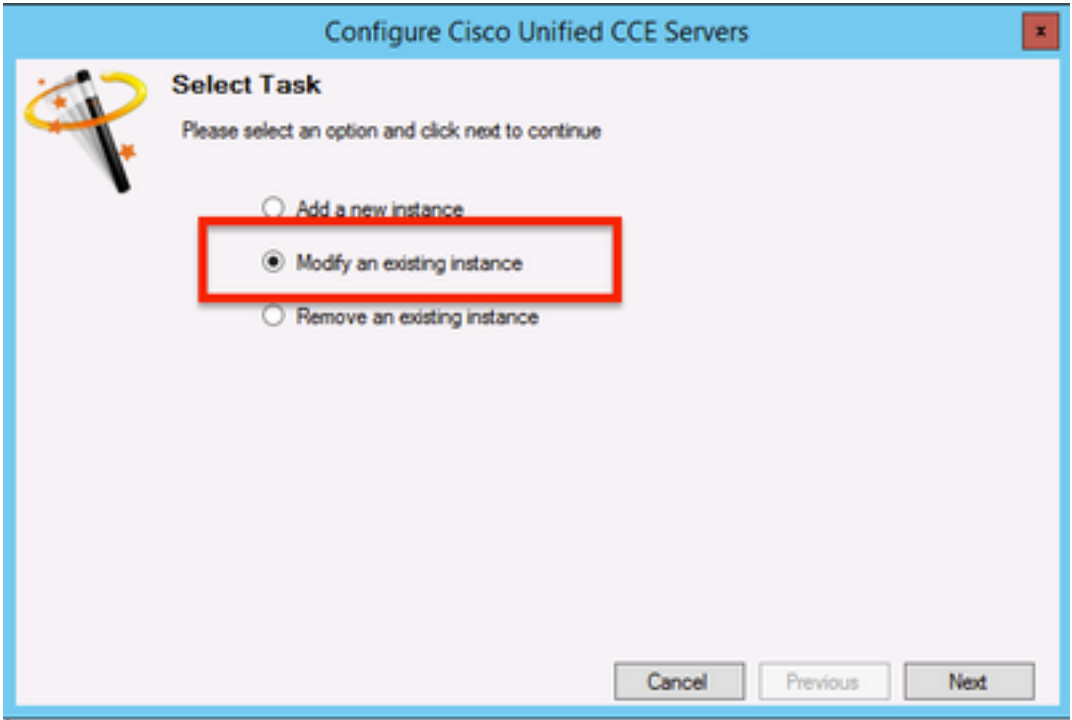 Configure Cisco Unified CCE Servers
x
Select Task
Please select an option and click next to continue
Add a new instance
Modify an existing instance
Remove an existing instance
Cancel Previous Next